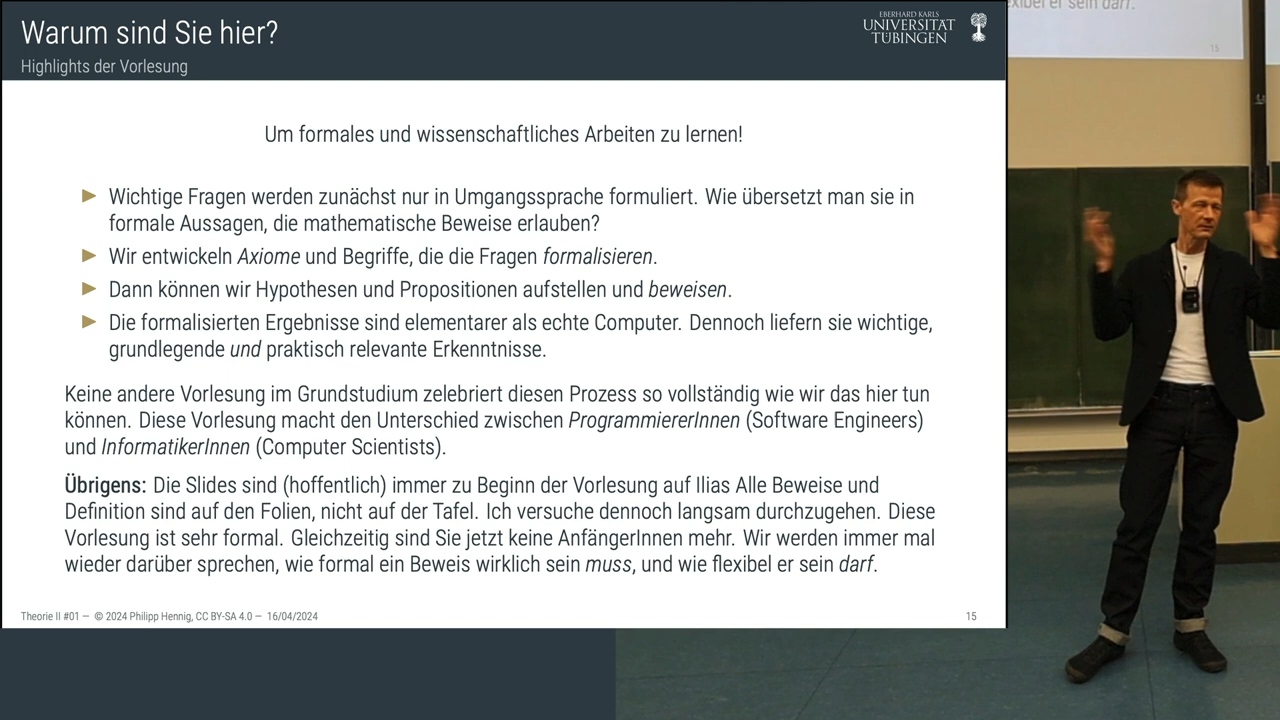 Warum sind Sie hier?
Highlights der Vorlesung
EBERHARD KARLS
UNIVERSITÄT
TÜBINGEN
Um formales und wissenschaftliches Arbeiten zu lernen!
Wichtige Fragen werden zunächst nur in Umgangssprache formuliert. Wie übersetzt man sie in
formale Aussagen, die mathematische Beweise erlauben?
Wir entwickeln Axiome und Begriffe, die die Fragen formalisieren.
Dann können wir Hypothesen und Propositionen aufstellen und beweisen.
Die formalisierten Ergebnisse sind elementarer als echte Computer. Dennoch liefern sie wichtige,
grundlegende und praktisch relevante Erkenntnisse.
Keine andere Vorlesung im Grundstudium zelebriert diesen Prozess so vollständig wie wir das hier tun
können. Diese Vorlesung macht den Unterschied zwischen ProgrammiererInnen (Software Engineers)
und InformatikerInnen (Computer Scientists).
Übrigens: Die Slides sind (hoffentlich) immer zu Beginn der Vorlesung auf Ilias Alle Beweise und
Definition sind auf den Folien, nicht auf der Tafel. Ich versuche dennoch langsam durchzugehen. Diese
Vorlesung ist sehr formal. Gleichzeitig sind Sie jetzt keine AnfängerInnen mehr. Wir werden immer mal
wieder darüber sprechen, wie formal ein Beweis wirklich sein muss, und wie flexibel er sein darf.
Theorie II #01 — © 2024 Philipp Hennig, CC BY-SA 4.0 — 16/04/2024
15
er sein darf.
15